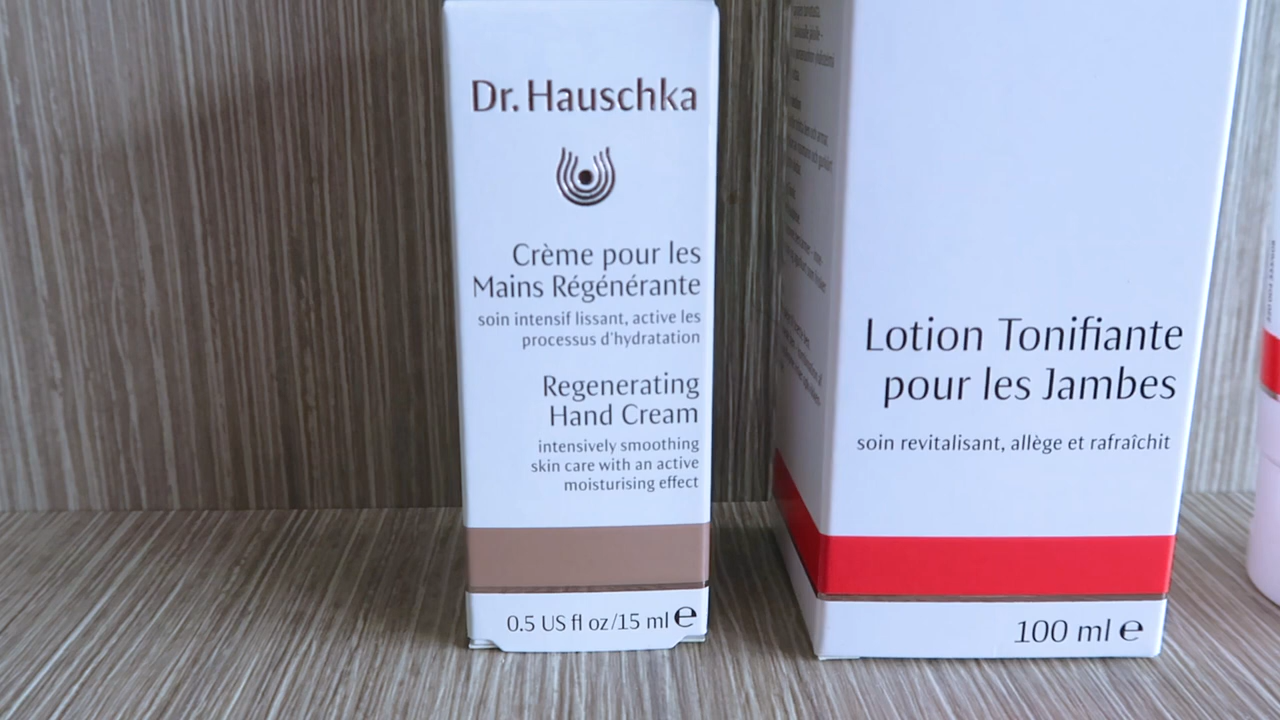 Dr. Hauschka
Crème pour les
Mains Régénérante
soin intensif lissant, active les
processus d'hydratation
Regenerating
Hand Cream
intensively smoothing
skin care with an active
moisturising effect
0.5 US fl oz/15 ml ℮
Lotion Tonifiante
pour les Jambes
soin revitalisant, allège et rafraîchit
100 ml ℮